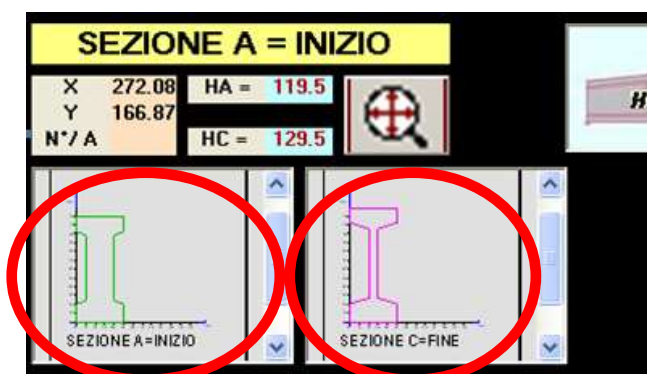 SEZIONE A = INIZIO
X 272.08 HA = 119.5
Y 166.87
N°/ A HC = 129.5
H
SEZIONE A=INIZIO SEZIONE C=FINE